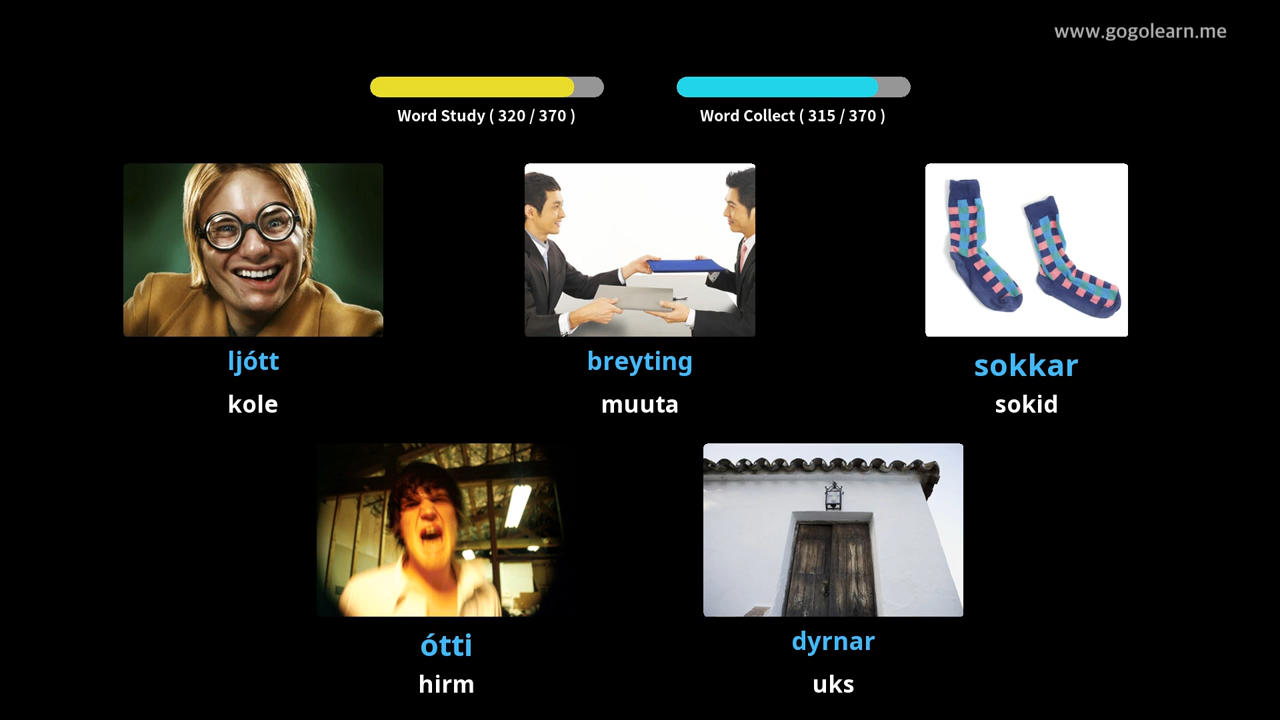 www.gogolearn.me
Word Study ( 320 / 370 )
Word Collect ( 315 / 370 )
ljótt
kole
breyting
muuta
sokkar
sokid
ótti
hirm
dyrnar
uks